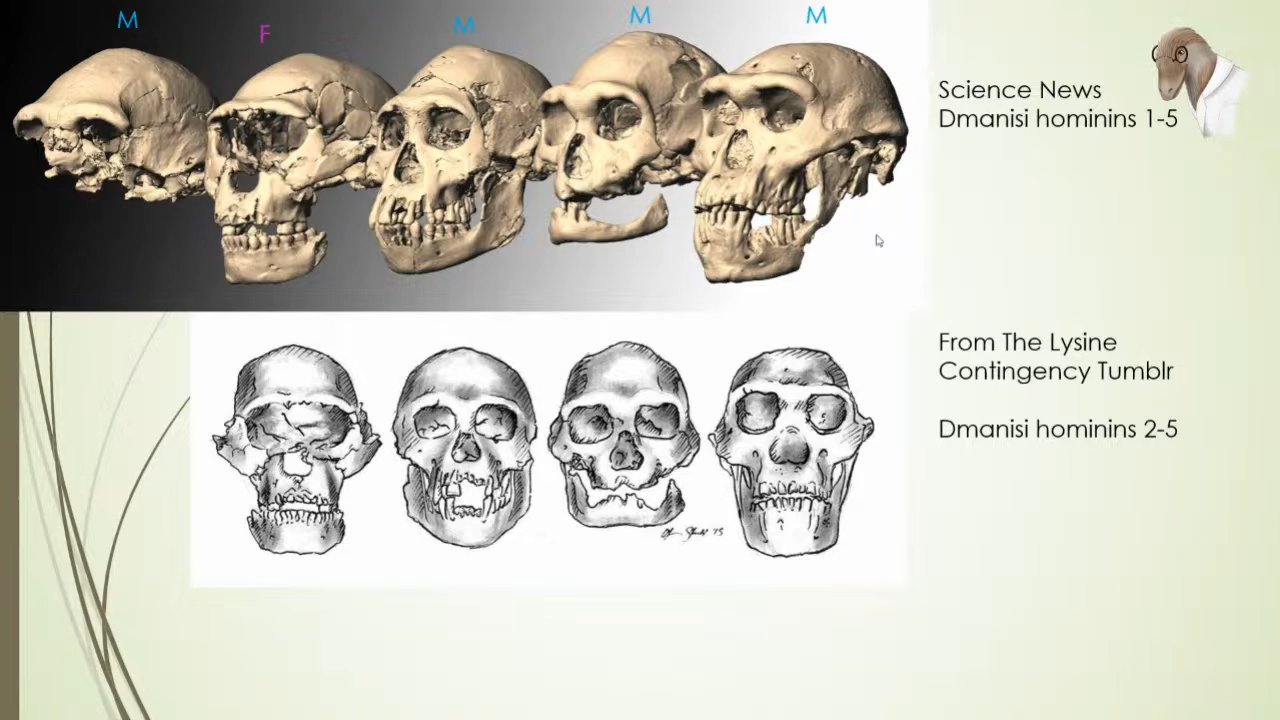 M
F
M
M
M
Science News
Dmanisi hominins 1-5
From The Lysine
Contingency Tumblr
Dmanisi hominins 2-5